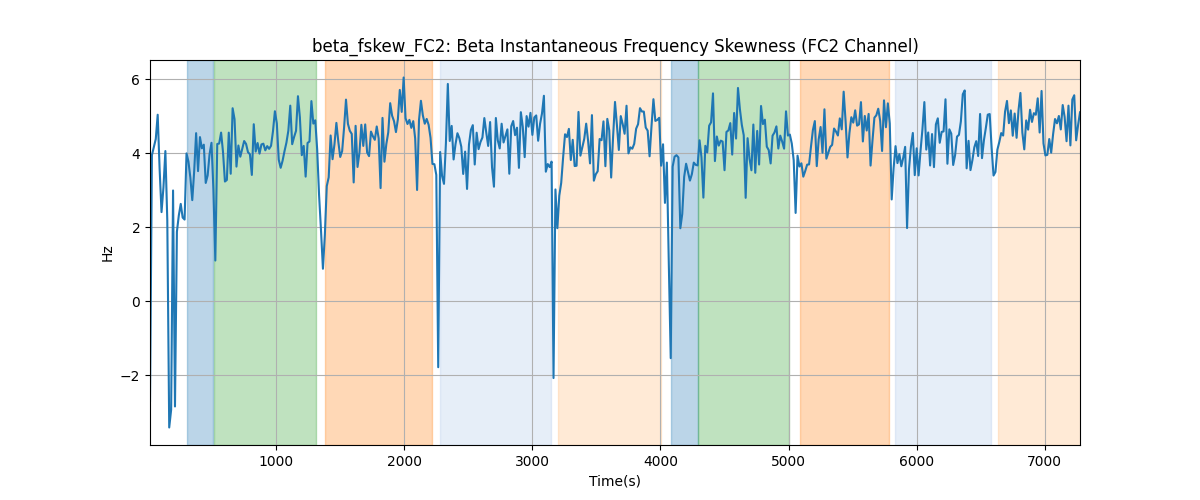 beta_fskew_FC2: Beta Instantaneous Frequency Skewness (FC2 Channel)
6
4
2
0
−2
Hz
1000 2000 3000 4000 5000 6000 7000
Time(s)